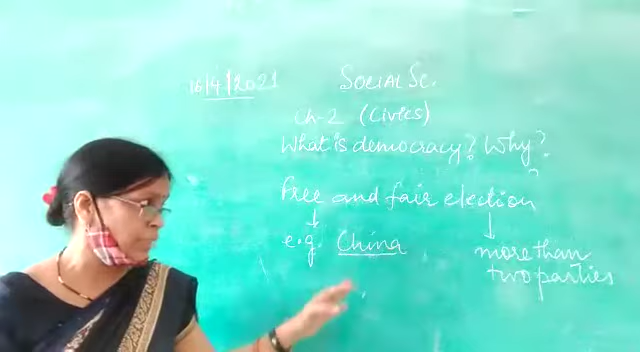 16/4/2021 Social Sc.
Ch-2 (Civics)
What is democracy? Why?
Free and fair election
e.g. China more than
two parties